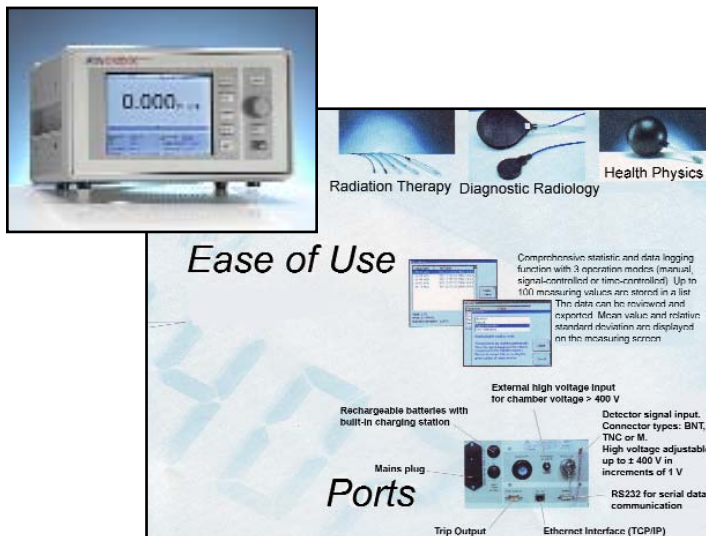 0.000
Radiation Therapy
Diagnostic Radiology
Health Physics
Ease of Use
Comprehensive statistic and data logging
function with 3 operation modes (manual,
signal-controlled or time-controlled). Up to
100 measuring values are stored in a list.
The data can be reviewed and
exported. Mean value and relative
standard deviation are displayed
on the measuring screen
External high voltage input
for chamber voltage > 400 V
Rechargeable batteries with
built-in charging station
Detector signal input.
Connector types: BNT,
TNC or M.
High voltage adjustable
up to ± 400 V in
increments of 1 V
Mains plug
Ports
RS232 for serial data
communication
Trip Output
Ethernet Interface (TCP/IP)